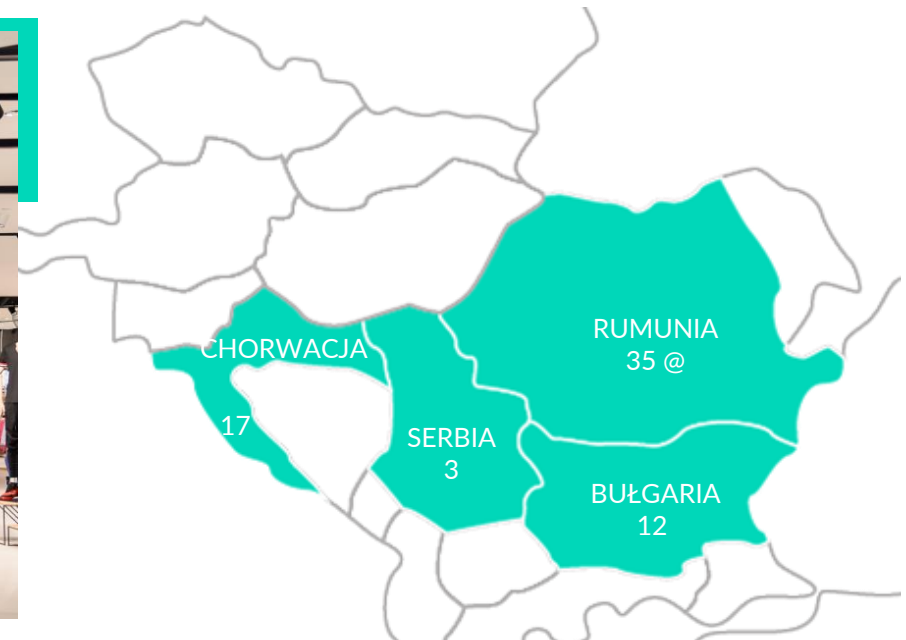 RUMUNIA
35 @
CHORWACJA
17
SERBIA
3
BUŁGARIA
12